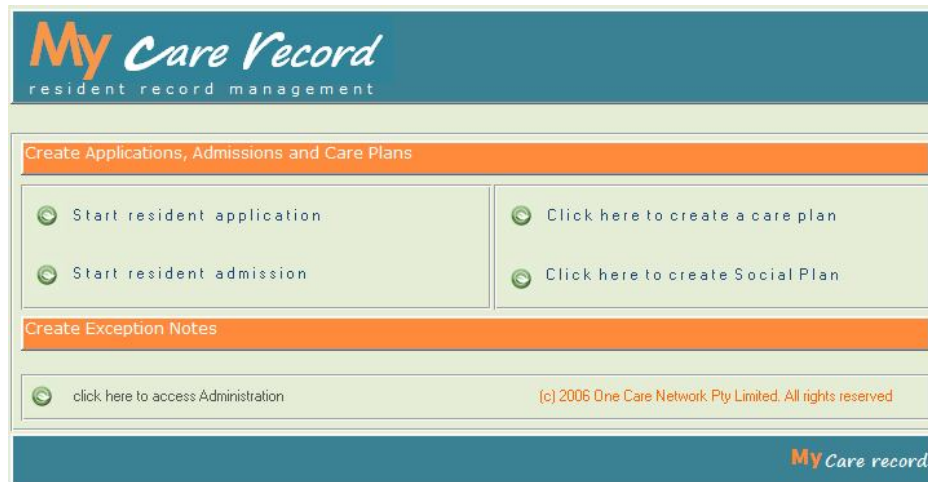 My Care Record
resident record management
Create Applications, Admissions and Care Plans
Start resident application
Click here to create a care plan
Start resident admission
Click here to create Social Plan
Create Exception Notes
click here to access Administration
(c) 2006 One Care Network Pty Limited. All rights reserved
My Care record